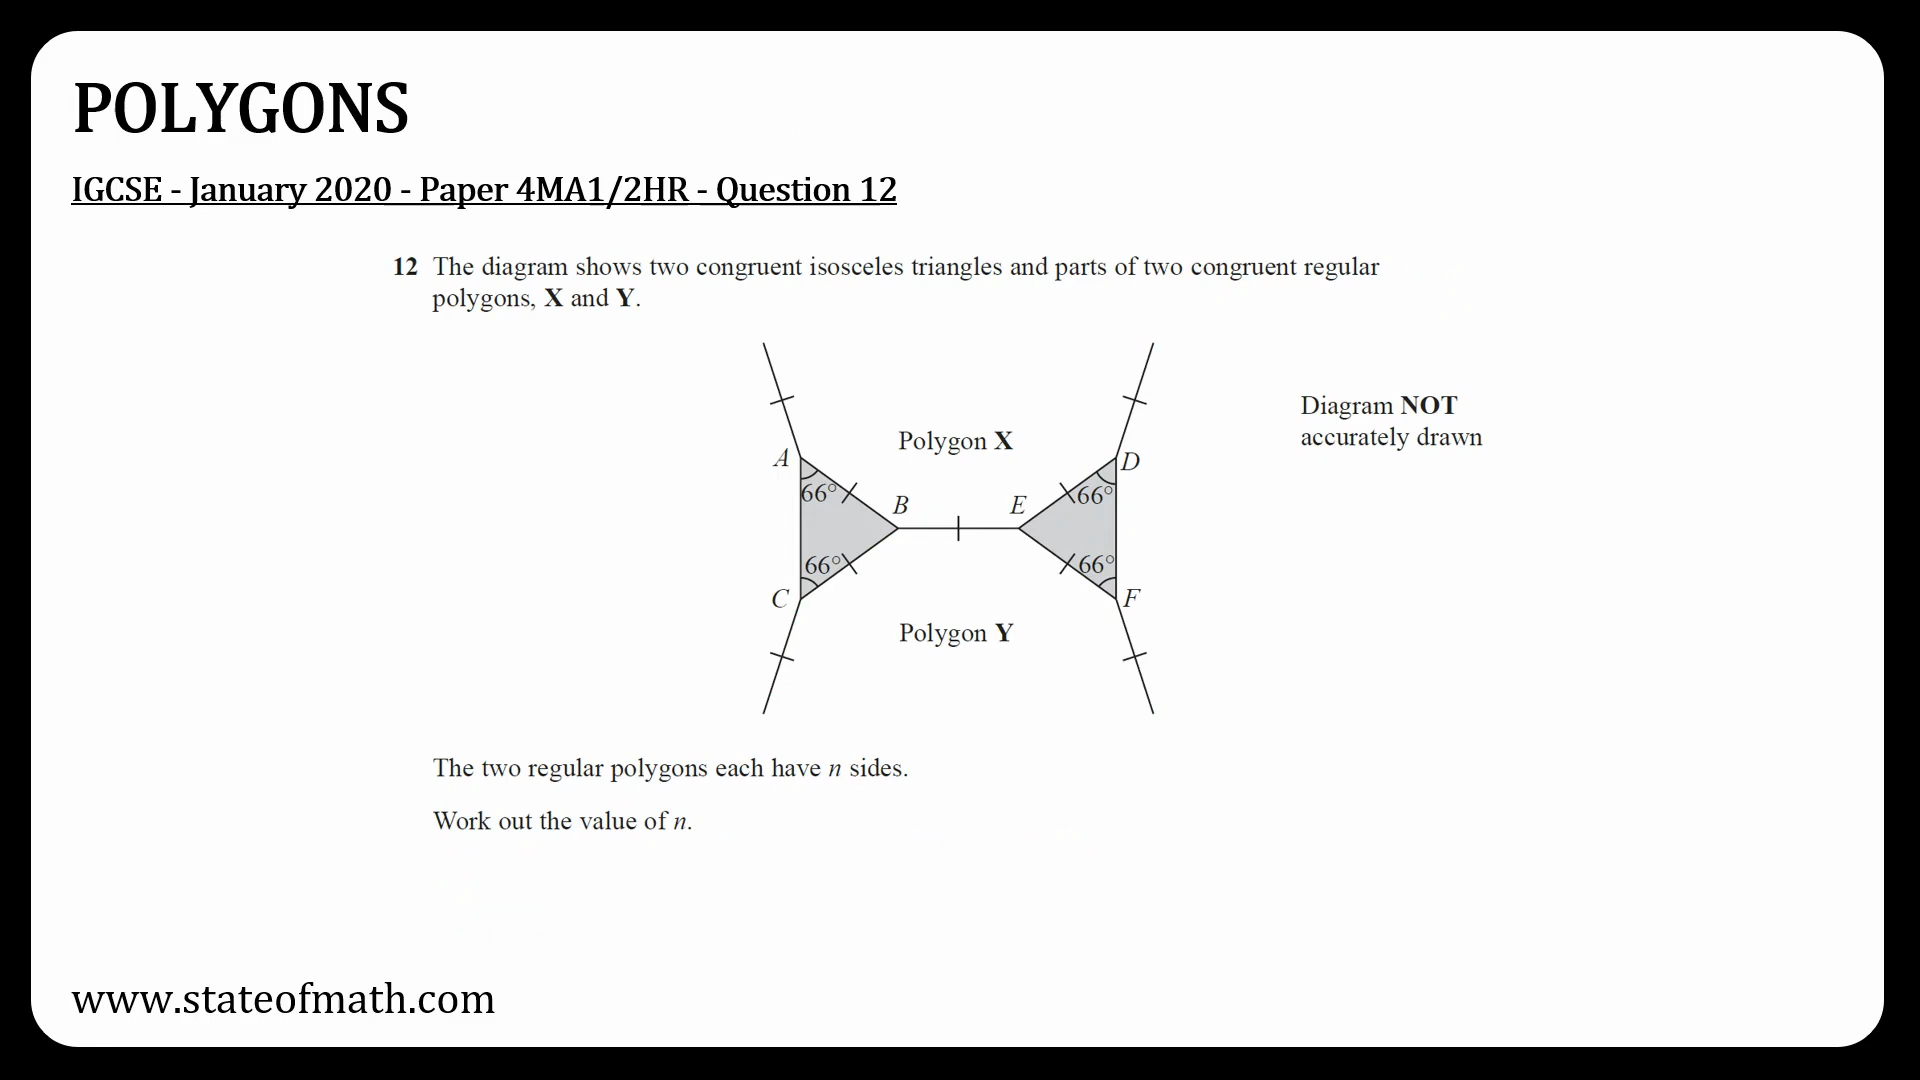 POLYGONS
IGCSE - January 2020 - Paper 4MA1/2HR - Question 12
12 The diagram shows two congruent isosceles triangles and parts of two congruent regular
polygons, X and Y.
Diagram NOT
accurately drawn
Polygon X
A
D
66°
66°
B
E
66°
66°
C
F
Polygon Y
The two regular polygons each have n sides.
Work out the value of n.
www.stateofmath.com